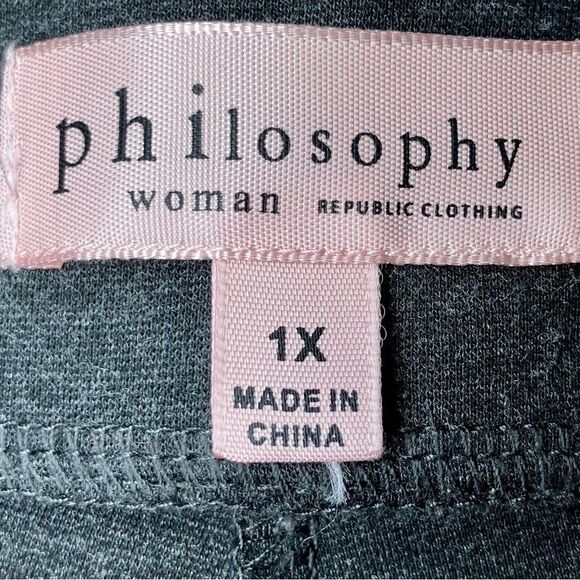 philosophy
woman REPUBLIC CLOTHING
1X
MADE IN
CHINA